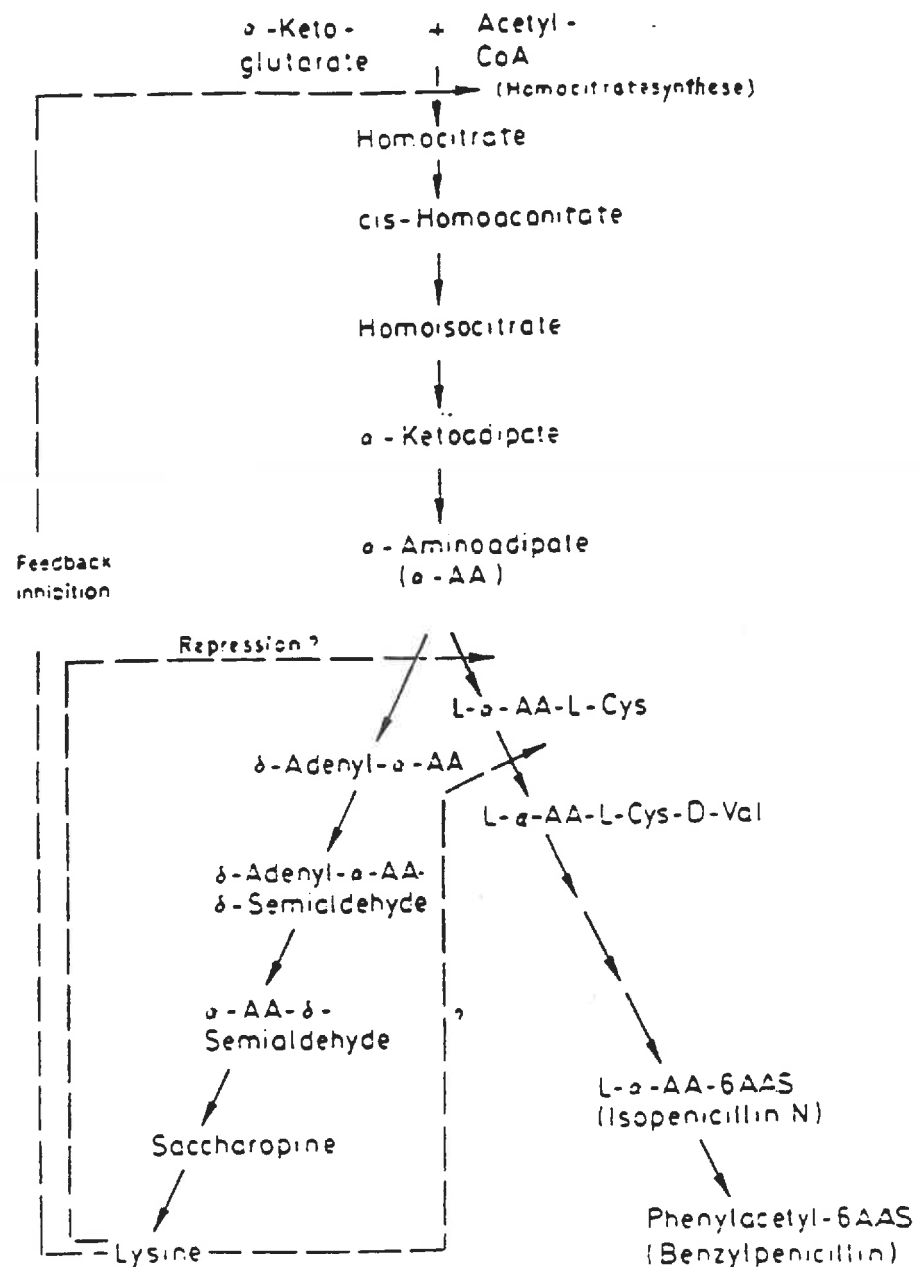 α-Keto-
glutarate
+
Acetyl-
CoA
(Homocitratesynthese)
Homocitrate
cis-Homoaconitate
Homoisocitrate
α-Ketoadipate
α-Aminoadipate
(α-AA)
Feedback
inhibition
Repression?
L-α-AA-L-Cys
δ-Adenyl-α-AA
L-α-AA-L-Cys-D-Val
δ-Adenyl-α-AA-
δ-Semialdehyde
α-AA-δ-
Semialdehyde
?
L-α-AA-6AAS
(Isopenicillin N)
Saccharopine
Phenylacetyl-6AAS
(Benzylpenicillin)
Lysine